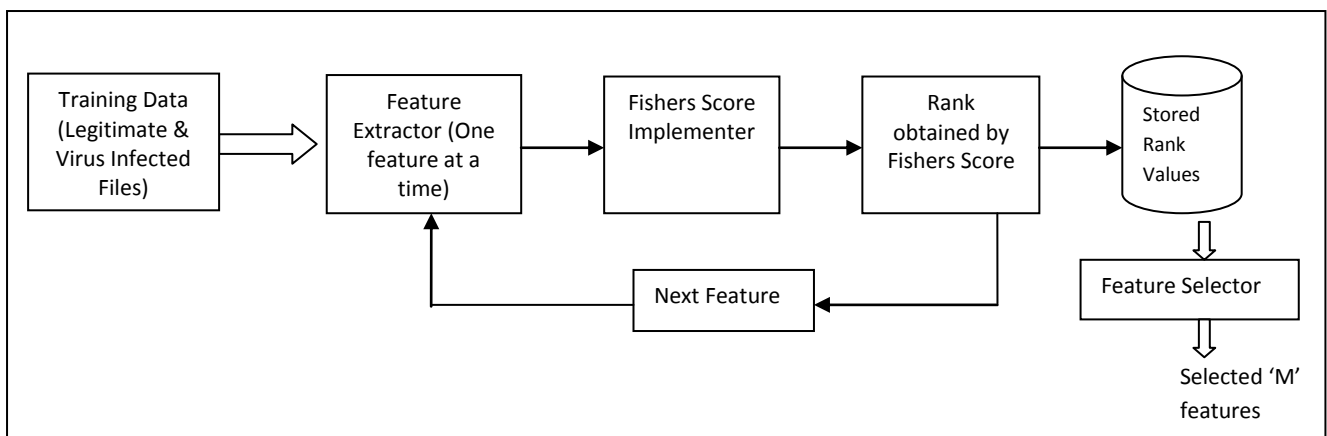 Training Data
(Legitimate &
Virus Infected
Files)
Feature
Extractor (One
feature at a
time)
Fishers Score
Implementer
Rank
obtained by
Fishers Score
Stored
Rank
Values
Next Feature
Feature Selector
Selected ‘M’
features